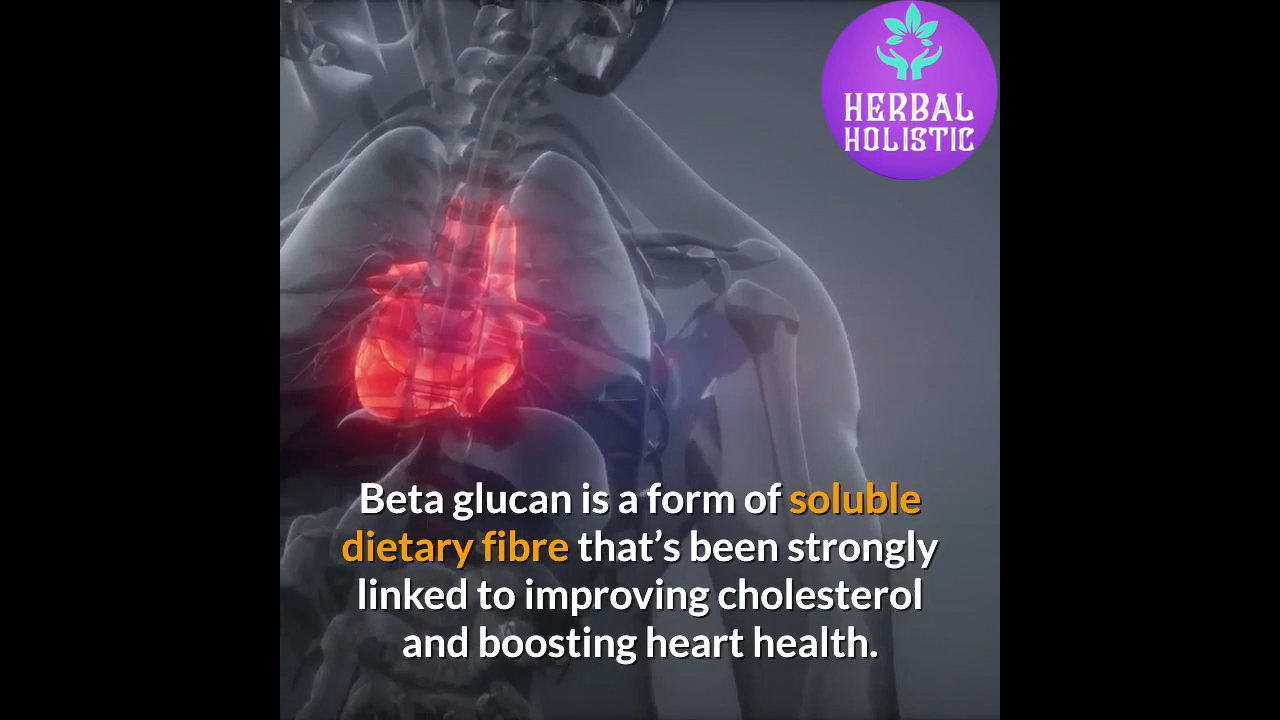 HERBAL
HOLISTIC
Beta glucan is a form of soluble
dietary fibre that’s been strongly
linked to improving cholesterol
and boosting heart health.